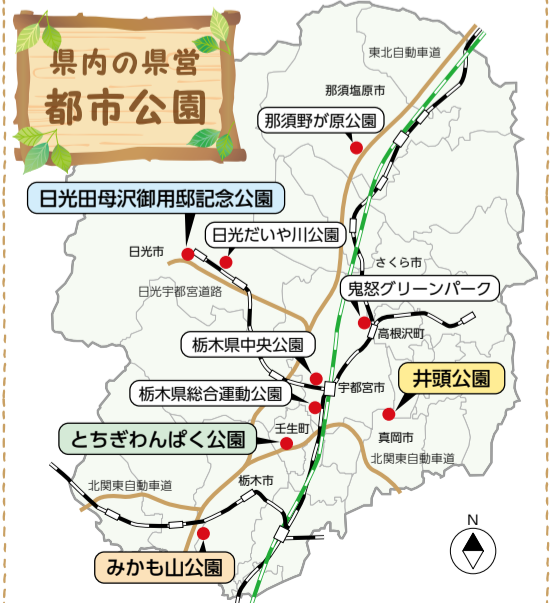 県内の県営
都市公園
東北自動車道
那須塩原市
那須野が原公園
日光田母沢御用邸記念公園
日光だいや川公園
日光市
さくら市
日光宇都宮道路
鬼怒グリーンパーク
高根沢町
栃木県中央公園
栃木県総合運動公園
宇都宮市
井頭公園
壬生町
とちぎわんぱく公園
真岡市
北関東自動車道
栃木市
北関東自動車道
みかも山公園
N